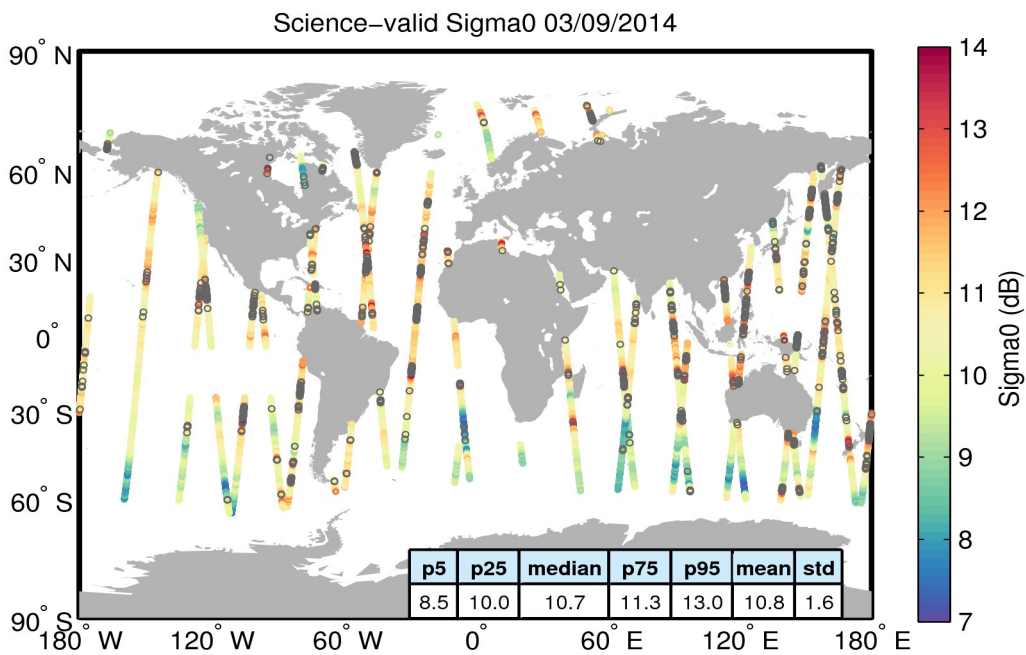 Science−valid Sigma0 03/09/2014
90° N
60° N
30° N
0°
30° S
60° S
90° S
180° W
120° W
60° W
0°
60° E
120° E
180° E
p5 p25 median p75 p95 mean std
8.5 10.0 10.7 11.3 13.0 10.8 1.6
14
13
12
11
10
9
8
7
Sigma0 (dB)